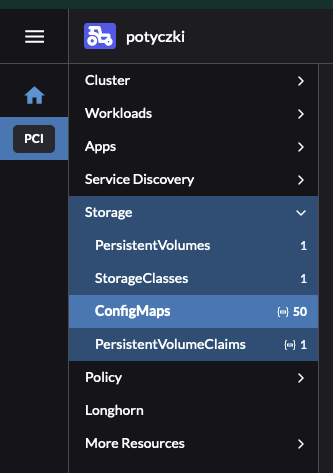 potyczki
Cluster
Workloads
Apps
PCI
Service Discovery
Storage
PersistentVolumes 1
StorageClasses 1
ConfigMaps 50
PersistentVolumeClaims 1
Policy
Longhorn
More Resources